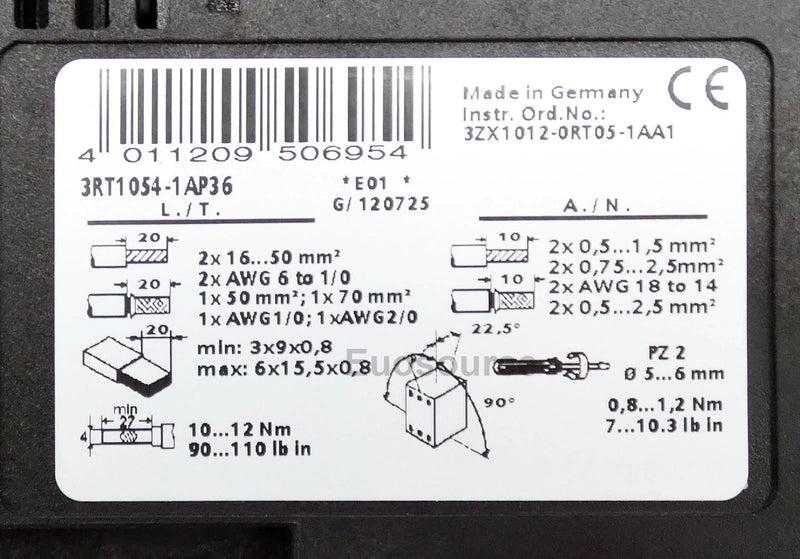 4 011209 506954
Made in Germany
CE
Instr. Ord.No.:
3ZX1012-0RT05-1AA1
3RT1054-1AP36
*E01 *
G/120725
L./T.
A./N.
20
2x 16...50 mm²
2x AWG 6 to 1/0
20
1x 50 mm²; 1x 70 mm²
1x AWG1/0; 1xAWG2/0
20
min: 3x9x0,8
max: 6x15,5x0,8
min
27
4
10...12 Nm
90...110 lb in
10
2x 0,5...1,5 mm²
2x 0,75...2,5mm²
10
2x AWG 18 to 14
2x 0,5...2,5 mm²
22,5°
90°
PZ 2
Ø 5...6 mm
0,8...1,2 Nm
7...10.3 lb in
Euosource